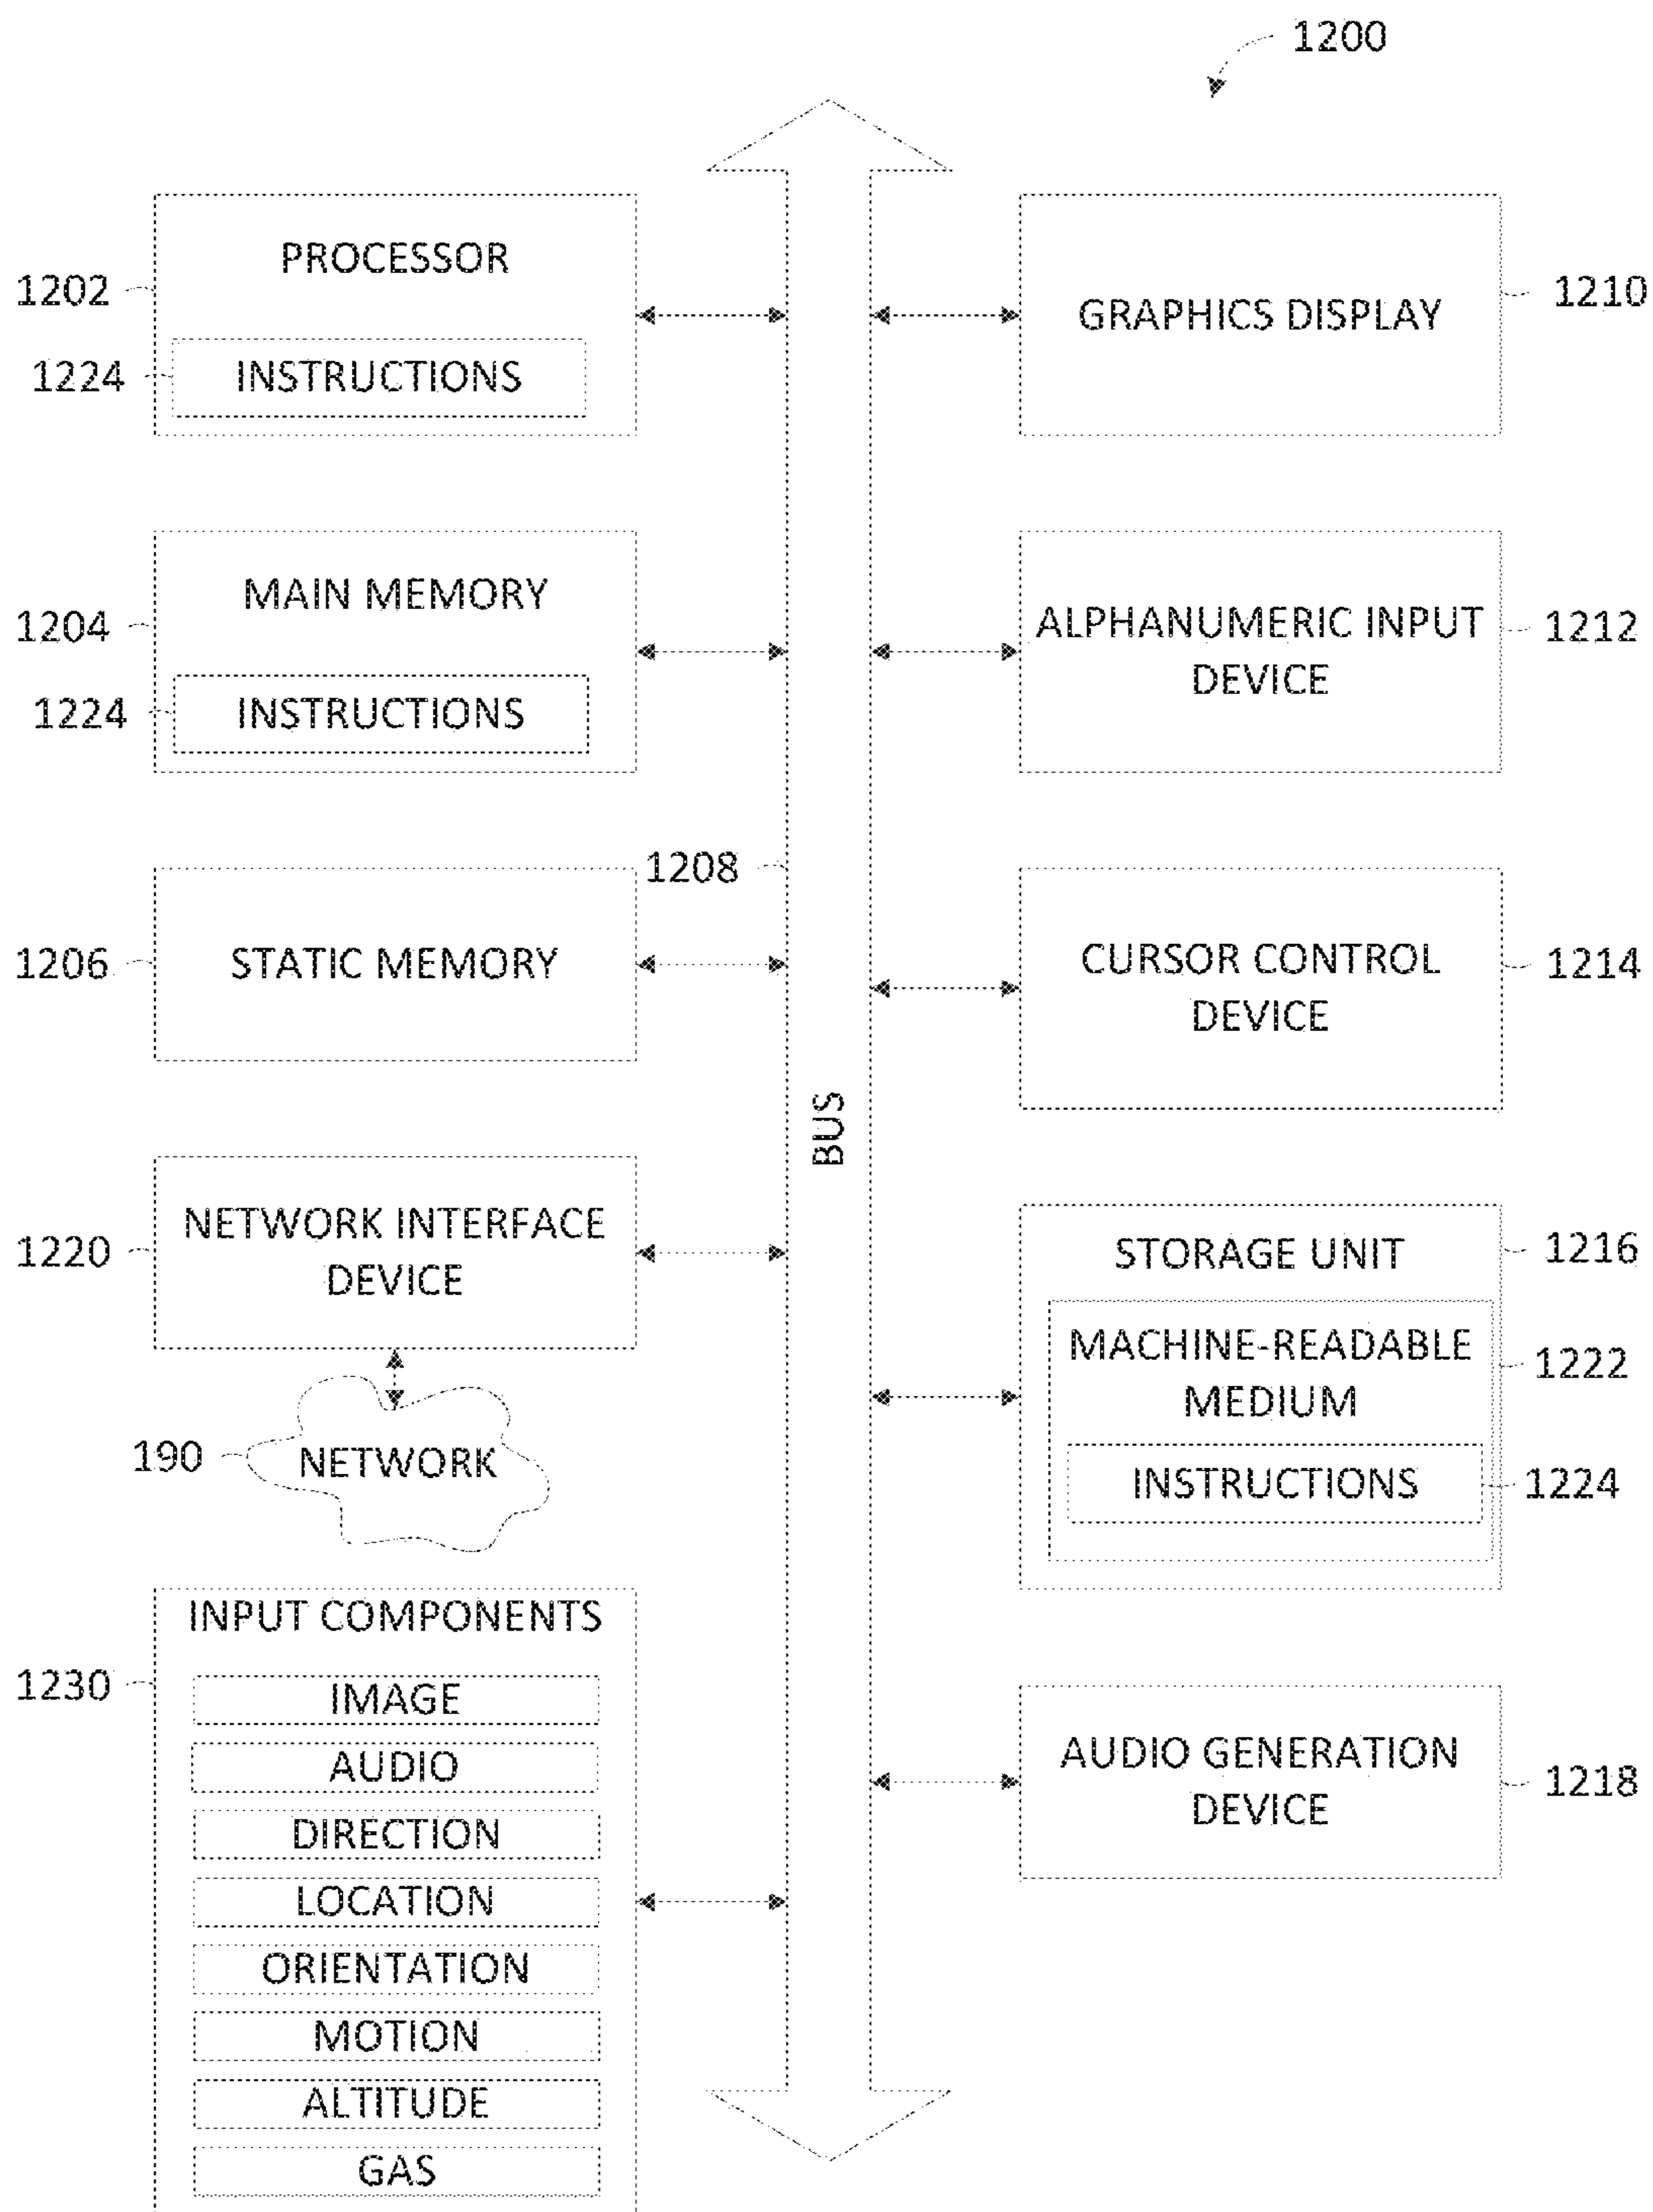 1200
PROCESSOR
1202
1224
INSTRUCTIONS
MAIN MEMORY
1204
1224
INSTRUCTIONS
1208
1206
STATIC MEMORY
NETWORK INTERFACE
DEVICE
1220
190
NETWORK
INPUT COMPONENTS
1230
IMAGE
AUDIO
DIRECTION
LOCATION
ORIENTATION
MOTION
ALTITUDE
GAS
BUS
GRAPHICS DISPLAY
1210
ALPHANUMERIC INPUT
DEVICE
1212
CURSOR CONTROL
DEVICE
1214
STORAGE UNIT
1216
MACHINE-READABLE
MEDIUM
1222
INSTRUCTIONS
1224
AUDIO GENERATION
DEVICE
1218